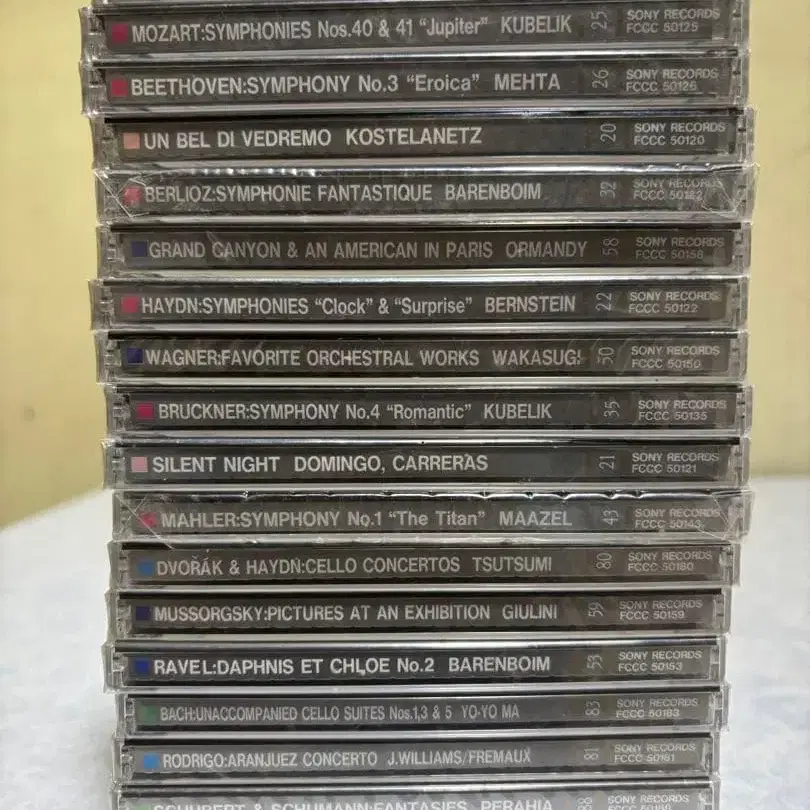 MOZART:SYMPHONIES Nos.40 & 41 "Jupiter" KUBELIK 25 SONY RECORDS FCCC 50125
BEETHOVEN:SYMPHONY No.3 "Eroica" MEHTA 26 SONY RECORDS FCCC 50126
UN BEL DI VEDREMO KOSTELANETZ 20 SONY RECORDS FCCC 50120
BERLIOZ:SYMPHONIE FANTASTIQUE BARENBOIM 32 SONY RECORDS FCCC 50132
GRAND CANYON & AN AMERICAN IN PARIS ORMANDY 58 SONY RECORDS FCCC 50158
HAYDN:SYMPHONIES "Clock" & "Surprise" BERNSTEIN 22 SONY RECORDS FCCC 50122
WAGNER:FAVORITE ORCHESTRAL WORKS WAKASUGI 50 SONY RECORDS FCCC 50150
BRUCKNER:SYMPHONY No.4 "Romantic" KUBELIK 35 SONY RECORDS FCCC 50135
SILENT NIGHT DOMINGO, CARRERAS 21 SONY RECORDS FCCC 50121
MAHLER:SYMPHONY No.1 "The Titan" MAAZEL 43 SONY RECORDS FCCC 50143
DVOŘÁK & HAYDN:CELLO CONCERTOS TSUTSUMI 80 SONY RECORDS FCCC 50180
MUSSORGSKY:PICTURES AT AN EXHIBITION GIULINI 59 SONY RECORDS FCCC 50159
RAVEL:DAPHNIS ET CHLOE No.2 BARENBOIM 53 SONY RECORDS FCCC 50153
BACH:UNACCOMPANIED CELLO SUITES Nos.1,3 & 5 YO-YO MA 83 SONY RECORDS FCCC 50183
RODRIGO:ARANJUEZ CONCERTO J.WILLIAMS/FREMAUX 81 SONY RECORDS FCCC 50181
SCHUBERT & SCHUMANN:FANTASIES PERAHIA 88 SONY RECORDS